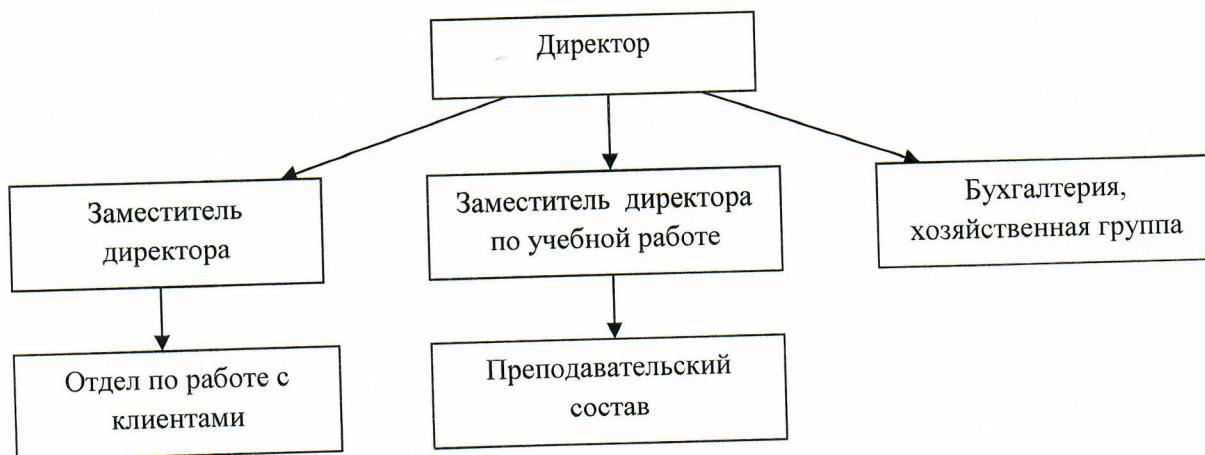 Директор
Заместитель
директора
Заместитель директора
по учебной работе
Бухгалтерия,
хозяйственная группа
Отдел по работе с
клиентами
Преподавательский
состав